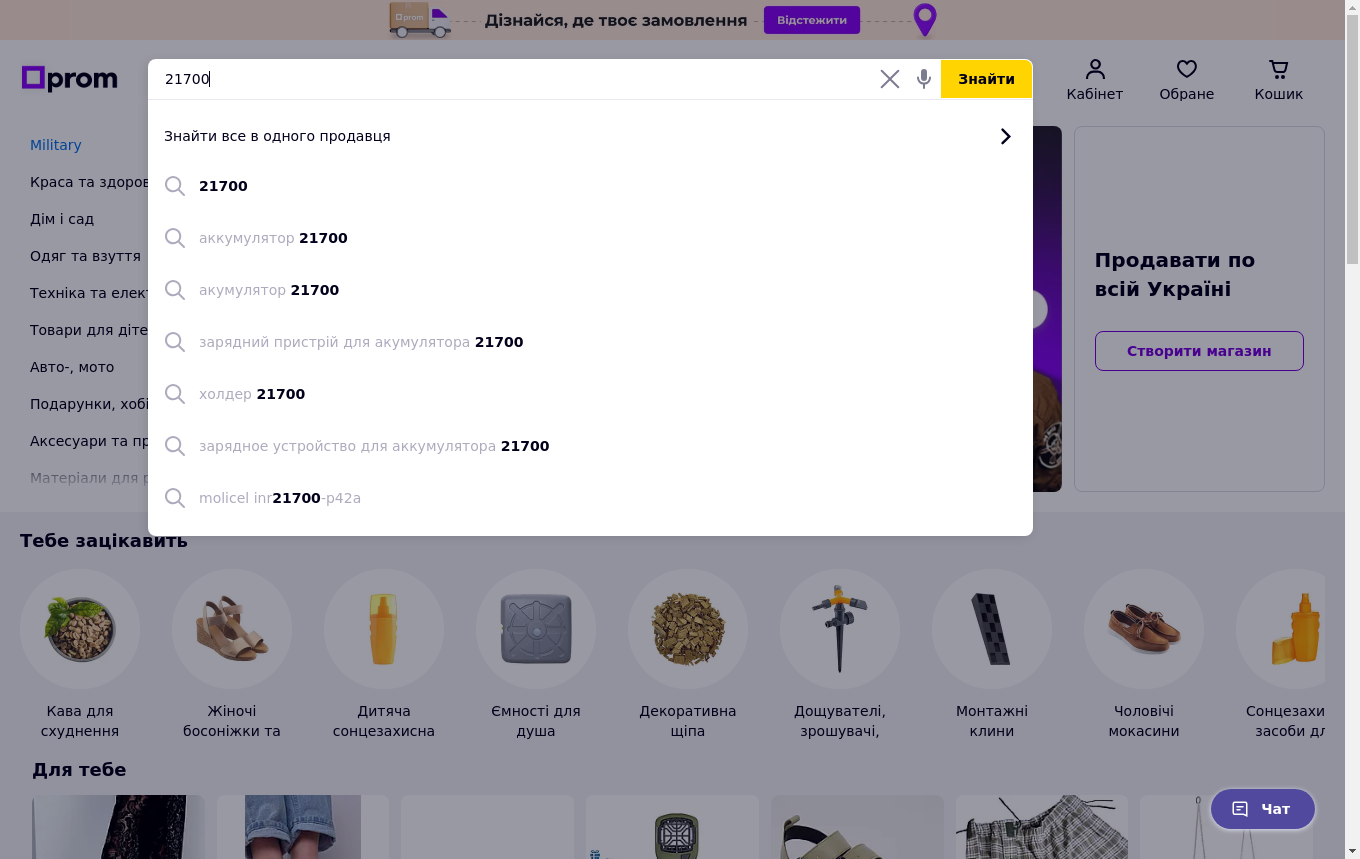 prom
Дізнайся, де твоє замовлення
Відстежити
prom
21700
Знайти
Кабінет
Обране
Кошик
Знайти все в одного продавця
21700
аккумулятор 21700
акумулятор 21700
зарядний пристрій для акумулятора 21700
холдер 21700
зарядное устройство для аккумулятора 21700
molicel inr21700-p42a
Military
Краса та здоров
Дім і сад
Одяг та взуття
Техніка та елект
Товари для діте
Авто-, мото
Подарунки, хобі
Аксесуари та пр
Матеріали для р
Продавати по
всій Україні
Створити магазин
Тебе зацікавить
Кава для
схуднення
Жіночі
босоніжки та
Дитяча
сонцезахисна
Ємності для
душа
Декоративна
щіпа
Дощувателі,
зрошувачі,
Монтажні
клини
Чоловічі
мокасини
Сонцезахи
засоби дл
Для тебе
Чат